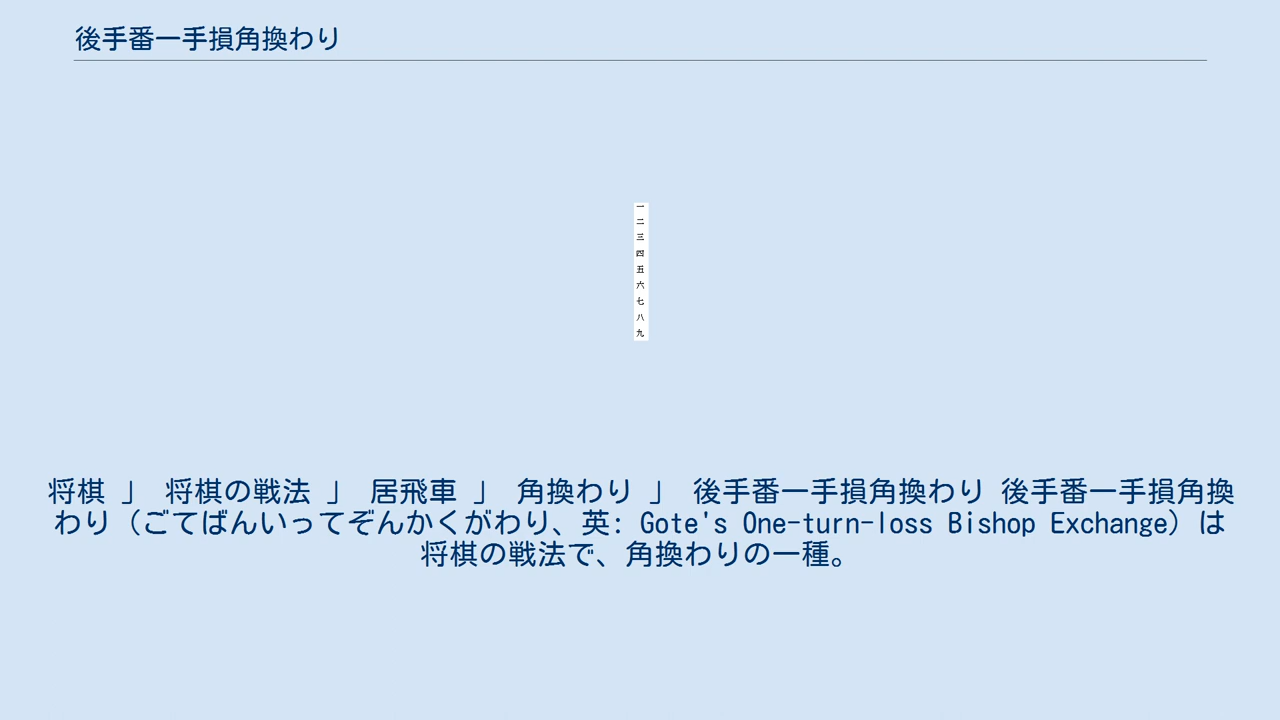 後手番一手損角換わり
一
二
三
四
五
六
七
八
九
将棋 」 将棋の戦法 」 居飛車 」 角換わり 」 後手番一手損角換わり 後手番一手損角換
わり（ごてばんいってぞんかくがわり、英: Gote's One-turn-loss Bishop Exchange）は
将棋の戦法で、角換わりの一種。